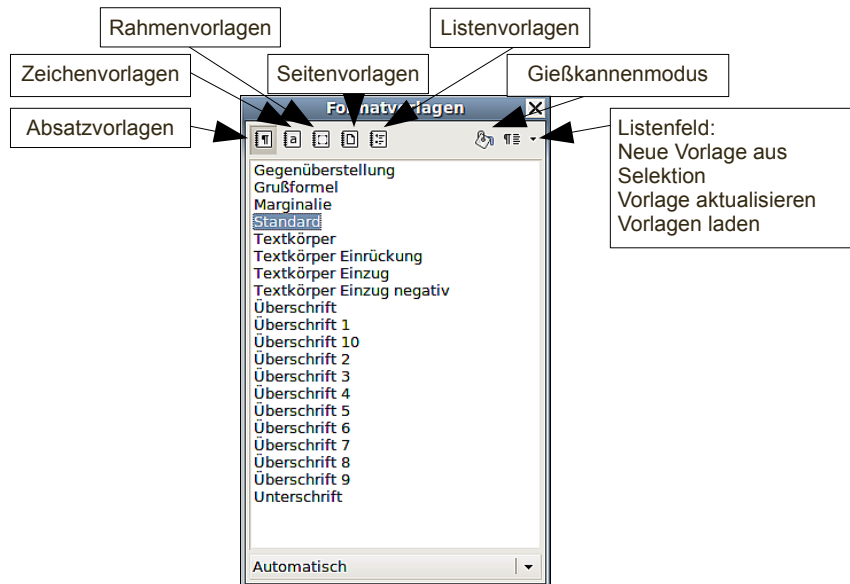 Rahmenvorlagen
Listenvorlagen
Zeichenvorlagen
Seitenvorlagen
Gießkannenmodus
Absatzvorlagen
Formatvorlagen
Listenfeld:
Neue Vorlage aus
Selektion
Vorlage aktualisieren
Vorlagen laden
Gegenüberstellung
Grußformel
Marginalie
Standard
Textkörper
Textkörper Einrückung
Textkörper Einzug
Textkörper Einzug negativ
Überschrift
Überschrift 1
Überschrift 10
Überschrift 2
Überschrift 3
Überschrift 4
Überschrift 5
Überschrift 6
Überschrift 7
Überschrift 8
Überschrift 9
Unterschrift
Automatisch